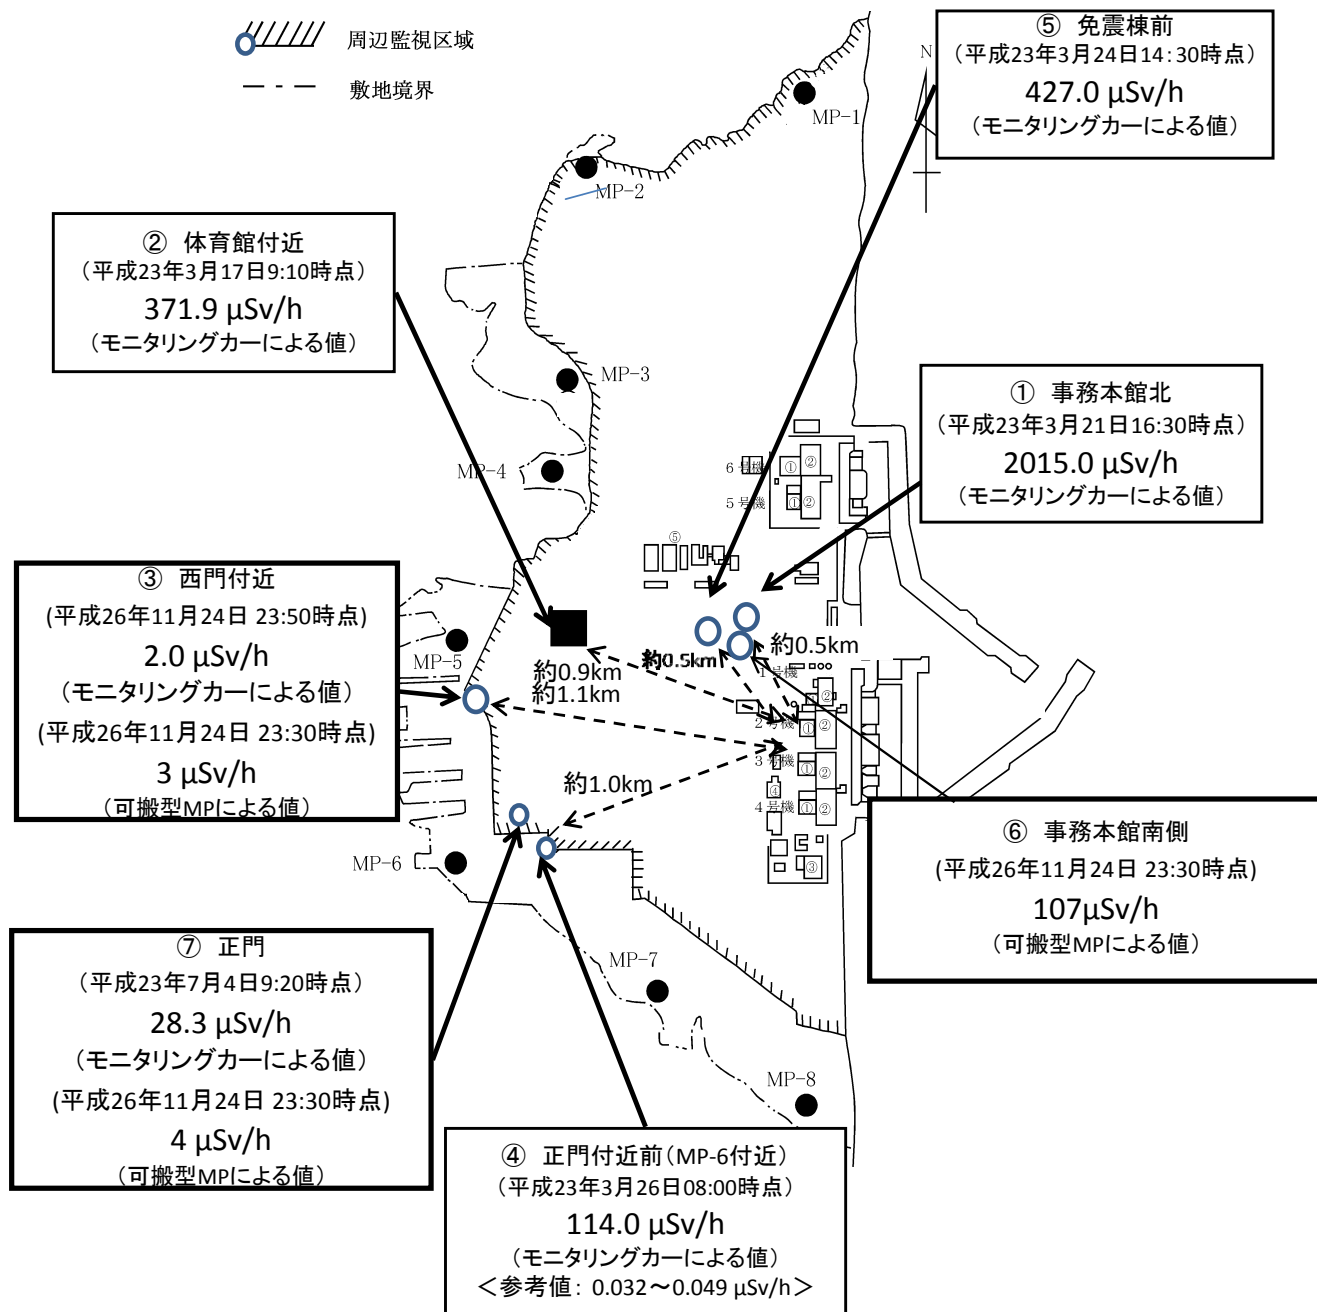 周辺監視区域
敷地境界
⑤ 免震棟前
(平成23年3月24日14:30時点)
427.0 μSv/h
(モニタリングカーによる値)
N
MP-1
MP-2
② 体育館付近
(平成23年3月17日9:10時点)
371.9 μSv/h
(モニタリングカーによる値)
MP-3
① 事務本館北
(平成23年3月21日16:30時点)
2015.0 μSv/h
(モニタリングカーによる値)
MP-4
6号機
①
②
5号機
①
②
⑤
③ 西門付近
(平成26年11月24日 23:50時点)
2.0 μSv/h
(モニタリングカーによる値)
(平成26年11月24日 23:30時点)
3 μSv/h
(可搬型MPによる値)
MP-5
約0.9km
約1.1km
約0.5km
約0.5km
1号機
②
2号機
①
②
3号機
①
②
約1.0km
④
4号機
①
②
③
MP-6
⑥ 事務本館南側
(平成26年11月24日 23:30時点)
107μSv/h
(可搬型MPによる値)
⑦ 正門
(平成23年7月4日9:20時点)
28.3 μSv/h
(モニタリングカーによる値)
(平成26年11月24日 23:30時点)
4 μSv/h
(可搬型MPによる値)
MP-7
MP-8
④ 正門付近前(MP-6付近)
(平成23年3月26日08:00時点)
114.0 μSv/h
(モニタリングカーによる値)
<参考値: 0.032～0.049 μSv/h>